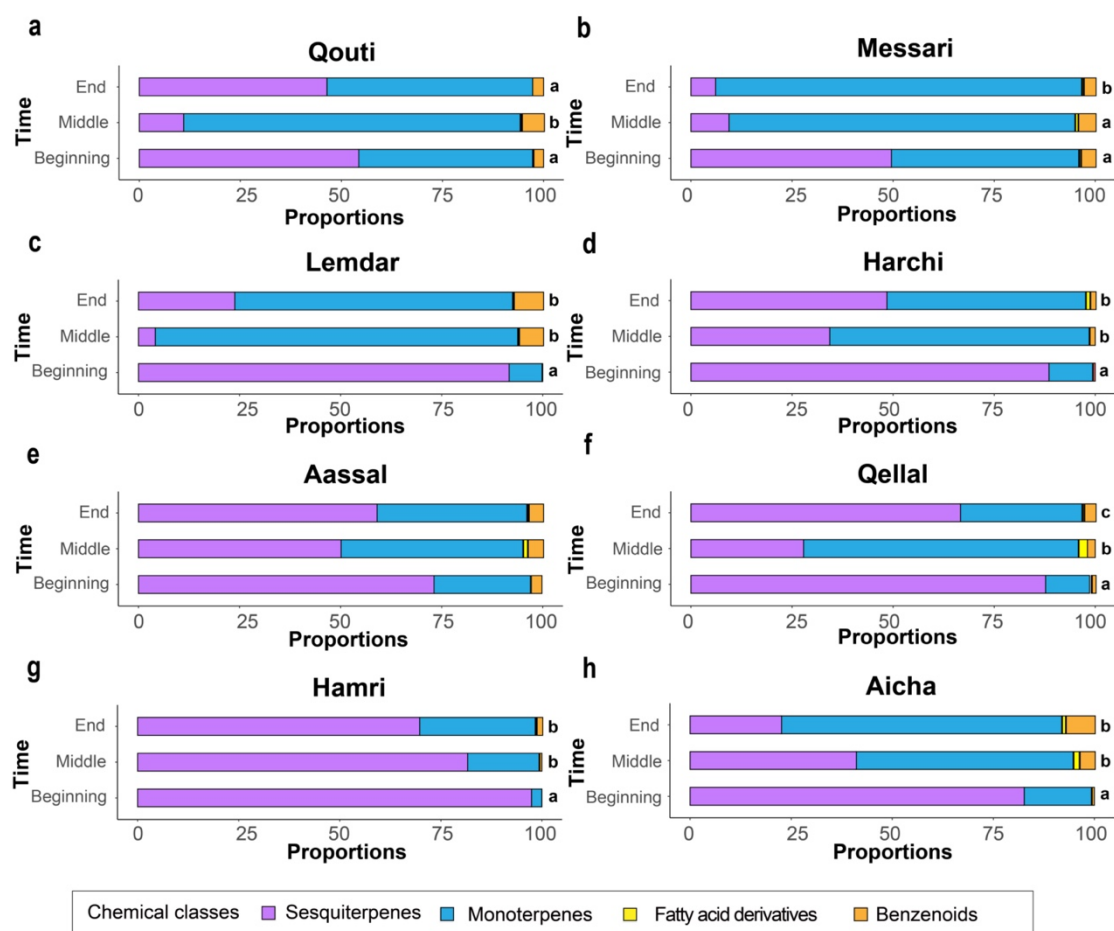 a
Qouti
Time
End
a
Middle
b
Beginning
a
0 25 50 75 100
Proportions
b
Messari
Time
End
b
Middle
a
Beginning
a
0 25 50 75 100
Proportions
c
Lemdar
Time
End
b
Middle
b
Beginning
a
0 25 50 75 100
Proportions
d
Harchi
Time
End
b
Middle
b
Beginning
a
0 25 50 75 100
Proportions
e
Aassal
Time
End
Middle
Beginning
0 25 50 75 100
Proportions
f
Qellal
Time
End
c
Middle
b
Beginning
a
0 25 50 75 100
Proportions
g
Hamri
Time
End
b
Middle
b
Beginning
a
0 25 50 75 100
Proportions
h
Aicha
Time
End
b
Middle
b
Beginning
a
0 25 50 75 100
Proportions
Chemical classes Sesquiterpenes Monoterpenes Fatty acid derivatives Benzenoids